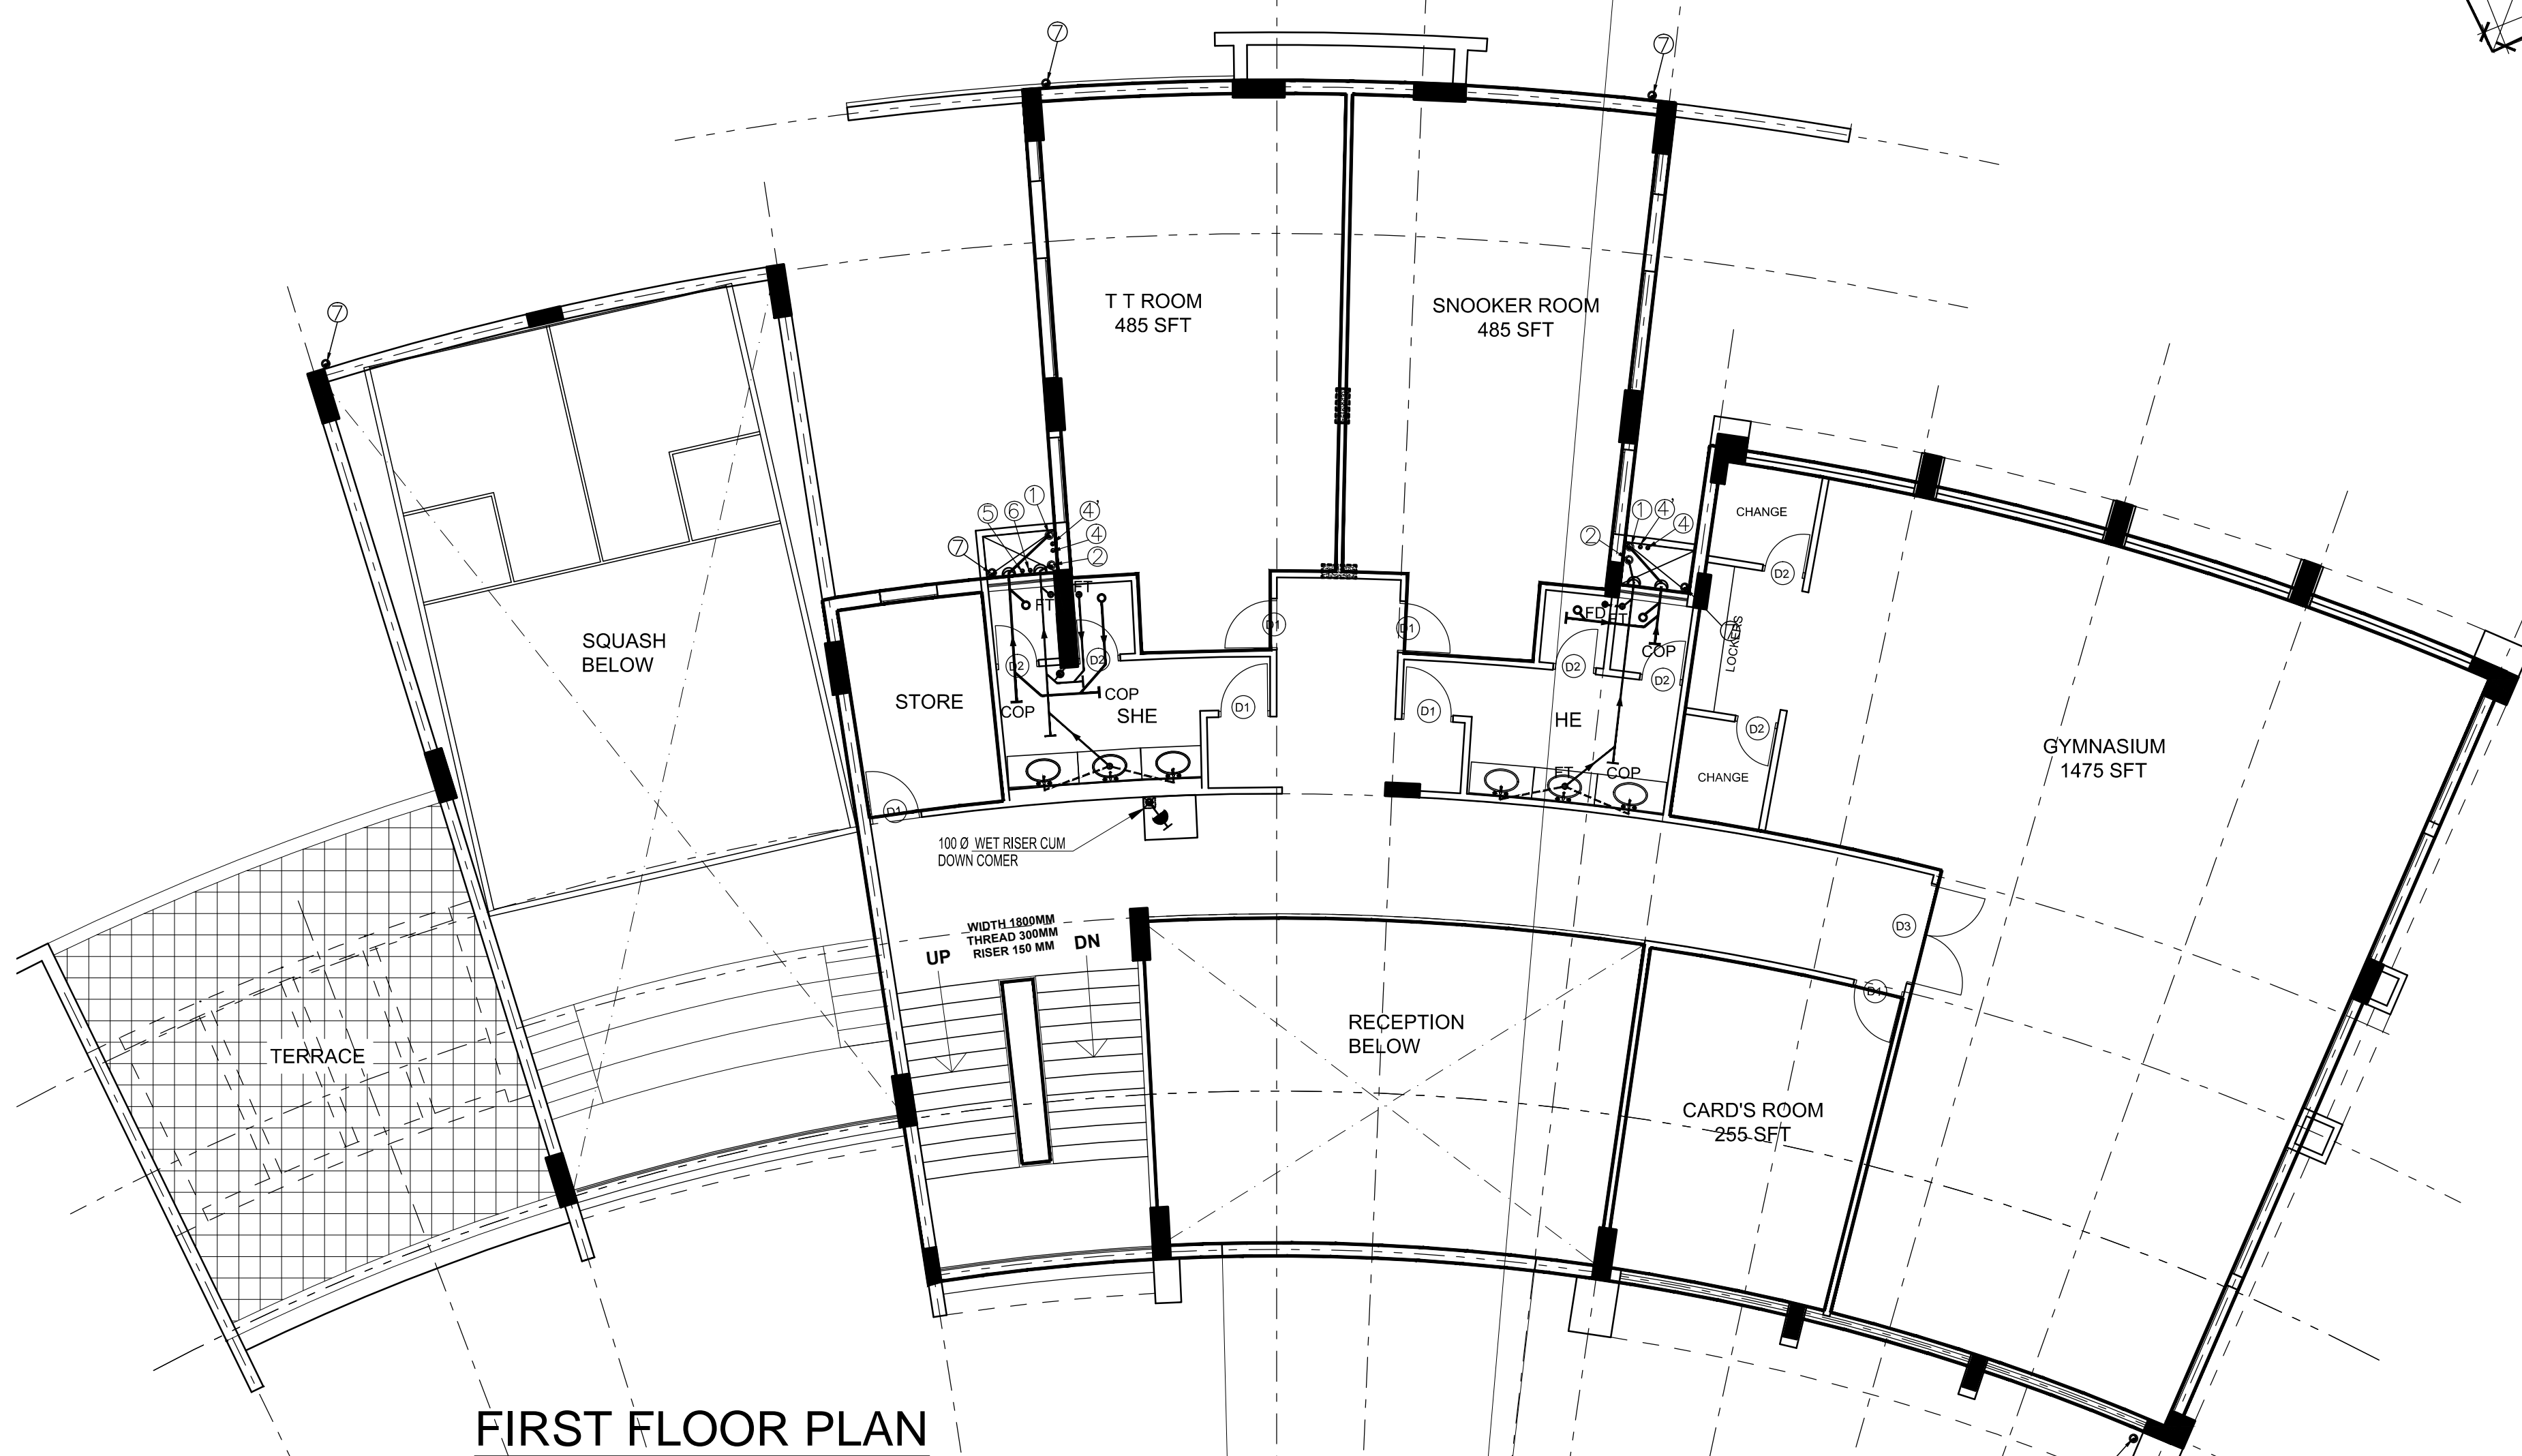 7
7
7
T T ROOM
485 SFT
SNOOKER ROOM
485 SFT
1
5
6
4'
4
7
2
1
4'
4
2
CHANGE
D2
FT
FT
FD
FT
7
LOCKERS
D1
D1
SQUASH
BELOW
STORE
D2
D2
COP
COP
SHE
D1
D1
D2
D2
COP
HE
D2
GYMNASIUM
1475 SFT
FT
COP
CHANGE
D1
100 Ø WET RISER CUM
DOWN COMER
WIDTH 1800MM
THREAD 300MM
RISER 150 MM
UP
DN
D3
D1
TERRACE
RECEPTION
BELOW
CARD'S ROOM
255 SFT
FIRST FLOOR PLAN